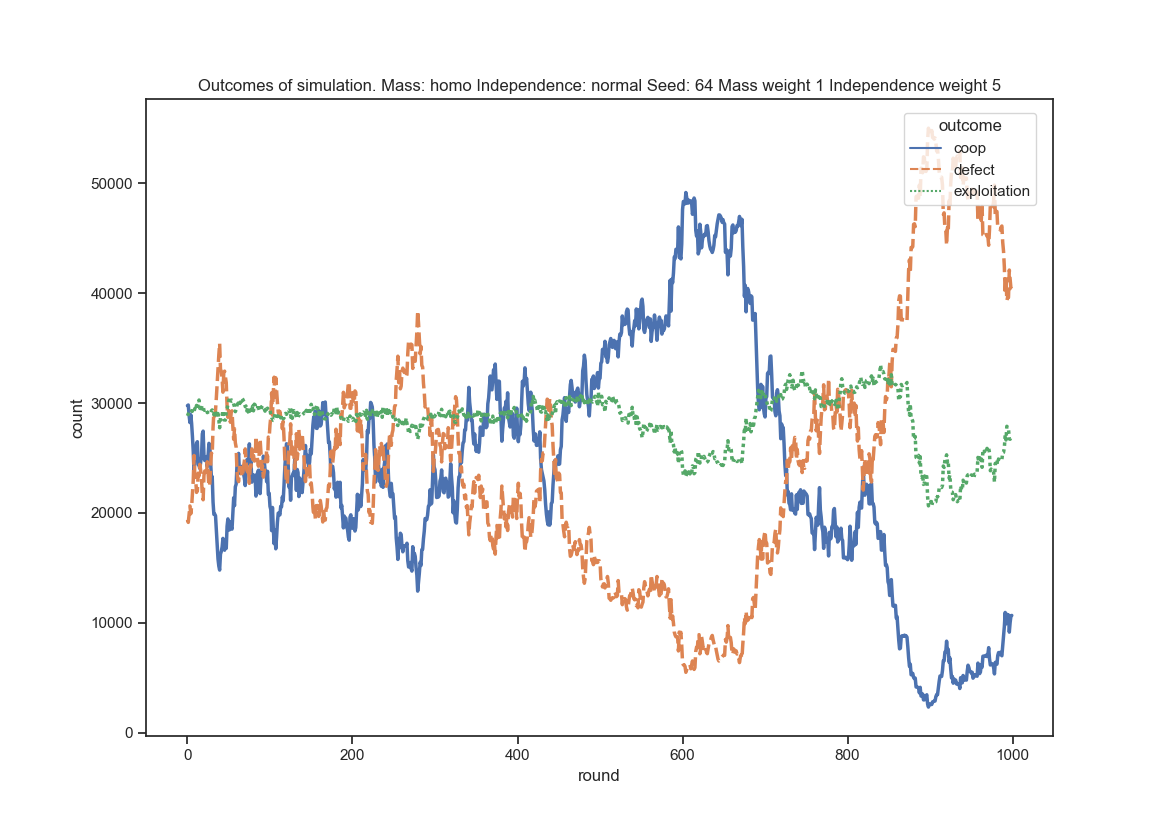 Outcomes of simulation. Mass: homo Independence: normal Seed: 64 Mass weight 1 Independence weight 5
outcome
coop
defect
exploitation
50000
40000
30000
20000
10000
0
count
0 200 400 600 800 1000
round